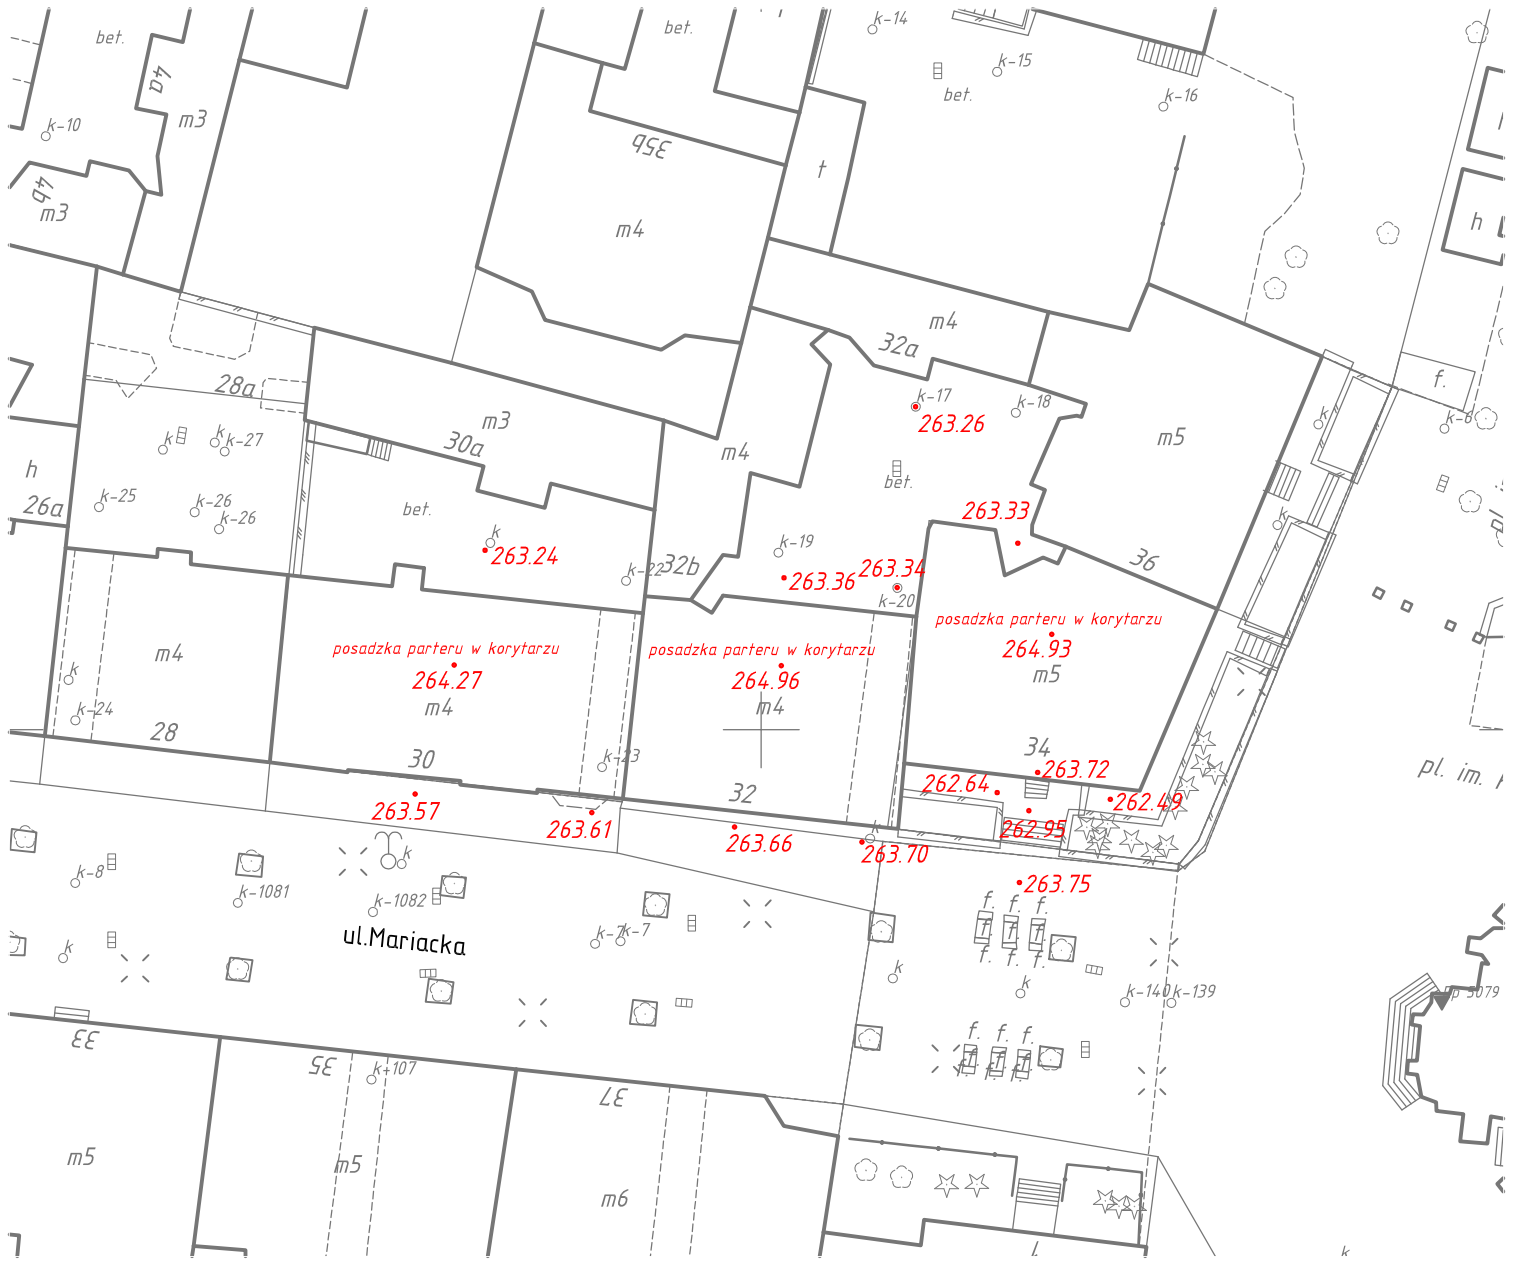 bet.
bet.
k-14
k-15
bet.
k-16
4a
m3
k-10
35b
t
4b
m3
m4
h
m4
32a
28a
m3
30a
k-17
263.26
k-18
f.
k
k-6
m5
k
k-27
k
m4
h
26a
k-25
k-26
k-26
bet.
bet.
263.33
k
k
263.24
k-19
32b
k-22
263.36
263.34
k-20
36
posadzka parteru w korytarzu
264.93
m5
posadzka parteru w korytarzu
264.27
m4
posadzka parteru w korytarzu
264.96
m4
m4
k
k-24
28
30
k-23
32
34
263.72
262.64
262.49
262.95
pl. im.
263.57
263.61
263.66
k
263.70
263.75
k
k-8
k-1081
k-1082
ul.Mariacka
k-7
k-7
k
f.
f.
f.
f.
f.
f.
f.
f.
f.
k
k
k-140
k-139
5079
f.
f.
f.
f.
f.
f.
f.
f.
f.
33
35
k+107
37
m5
m5
m6
k